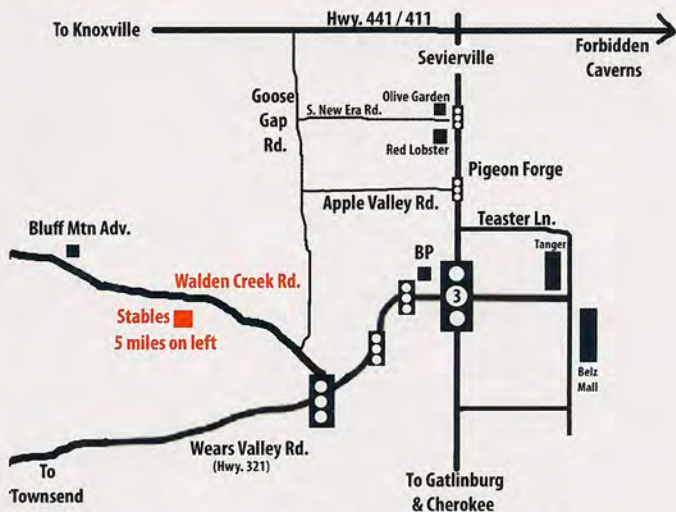 Hwy. 441 / 411
To Knoxville
Forbidden
Caverns
Sevierville
Goose
Gap
Rd.
Olive Garden
S. New Era Rd.
Red Lobster
Pigeon Forge
Apple Valley Rd.
Teaster Ln.
Bluff Mtn Adv.
BP
Tanger
Walden Creek Rd.
3
Stables
5 miles on left
Belz
Mall
Wears Valley Rd.
(Hwy. 321)
To
Townsend
To Gatlinburg
& Cherokee